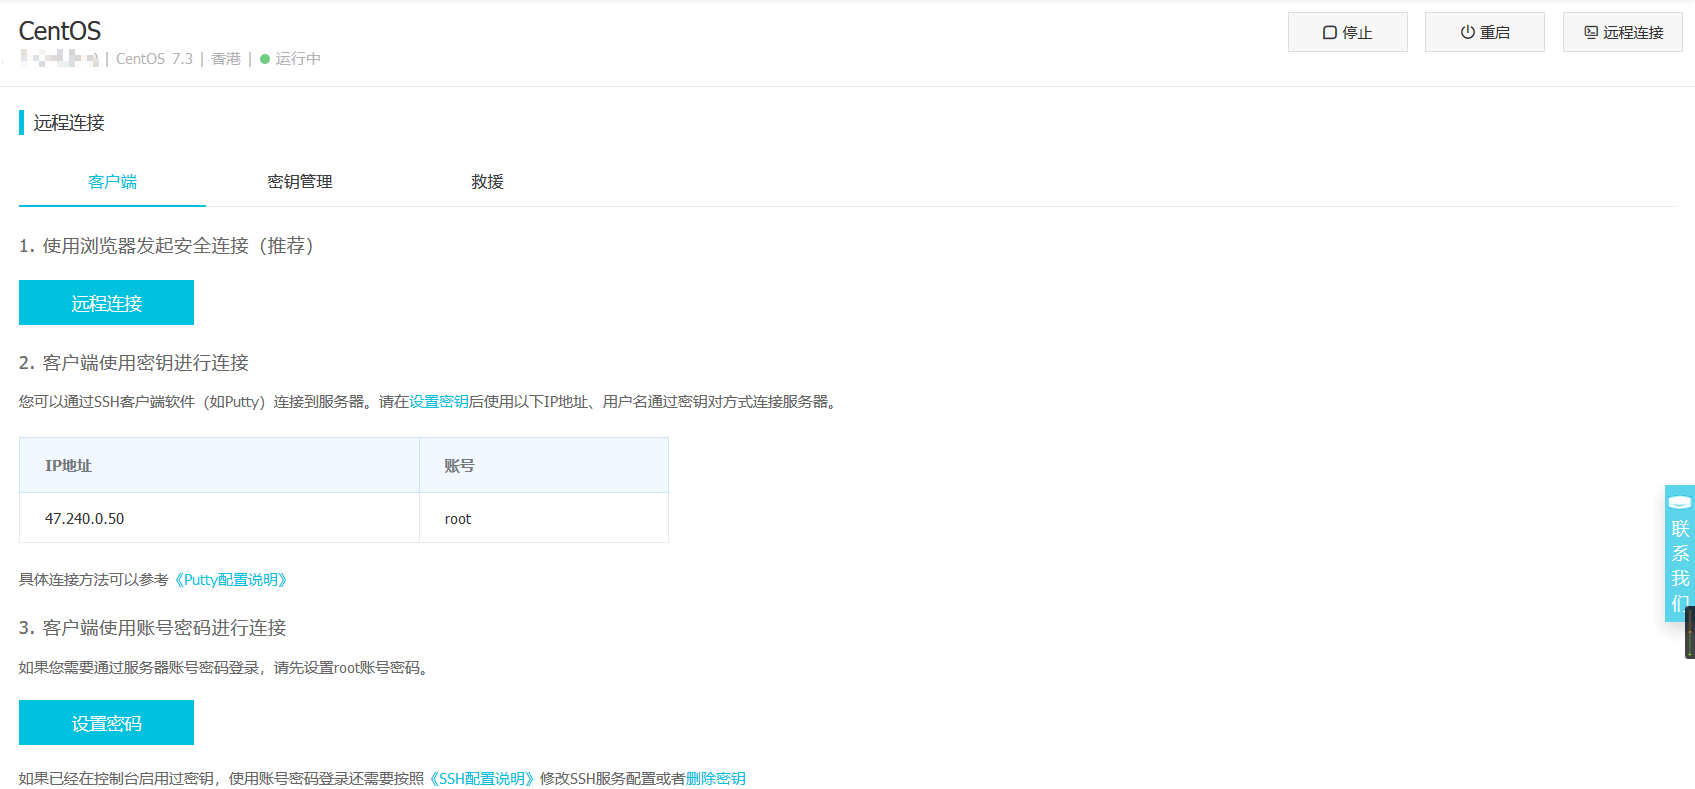 CentOS
停止
重启
远程连接
| CentOS 7.3 | 香港 | 运行中
远程连接
客户端
密钥管理
救援
1. 使用浏览器发起安全连接（推荐）
远程连接
2. 客户端使用密钥进行连接
您可以通过SSH客户端软件（如Putty）连接到服务器。请在设置密钥后使用以下IP地址、用户名通过密钥对方式连接服务器。
IP地址
账号
47.240.0.50
root
具体连接方法可以参考《Putty配置说明》
3. 客户端使用账号密码进行连接
如果您需要通过服务器账号密码登录，请先设置root账号密码。
设置密码
如果已经在控制台启用过密钥，使用账号密码登录还需要按照《SSH配置说明》修改SSH服务配置或者删除密钥
联系我们